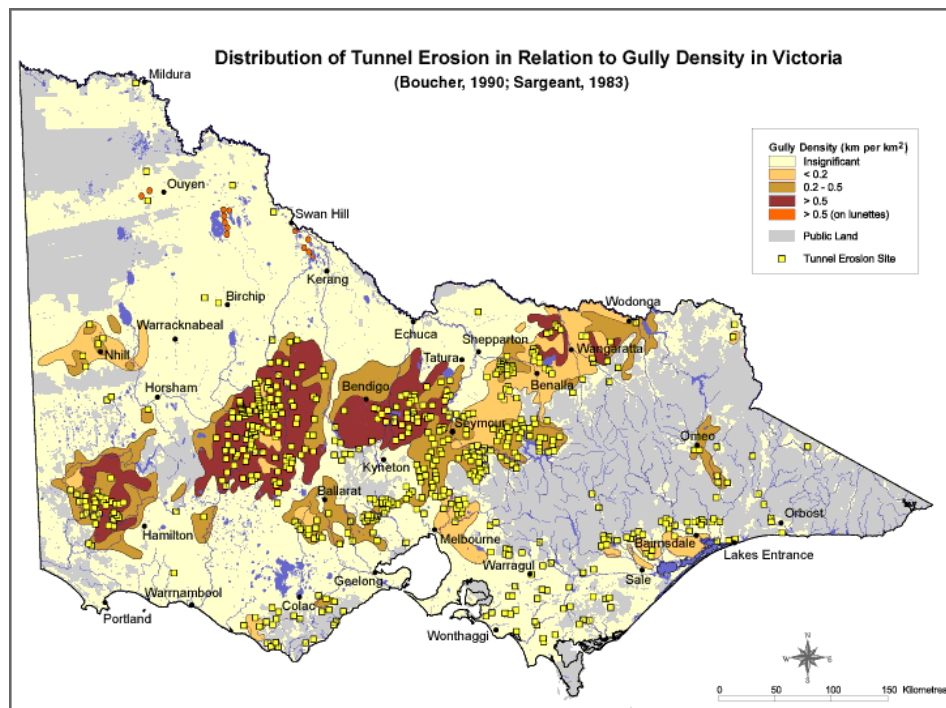 Distribution of Tunnel Erosion in Relation to Gully Density in Victoria
(Boucher, 1990; Sargeant, 1983)
Mildura
Gully Density (km per km²)
Insignificant
< 0.2
0.2 - 0.5
> 0.5
> 0.5 (on lunettes)
Public Land
Tunnel Erosion Site
Ouyen
Swan Hill
Kerang
Birchip
Wodonga
Warracknabeal
Echuca
Shepparton
Nhill
Tatura
Wangaratta
Benalla
Horsham
Bendigo
Seymour
Omeo
Kyneton
Ballarat
Orbost
Hamilton
Melbourne
Bairnsdale
Lakes Entrance
Geelong
Warragul
Sale
Warrnambool
Colac
Portland
Wonthaggi
N
W
E
S
0 50 100 150 Kilometres